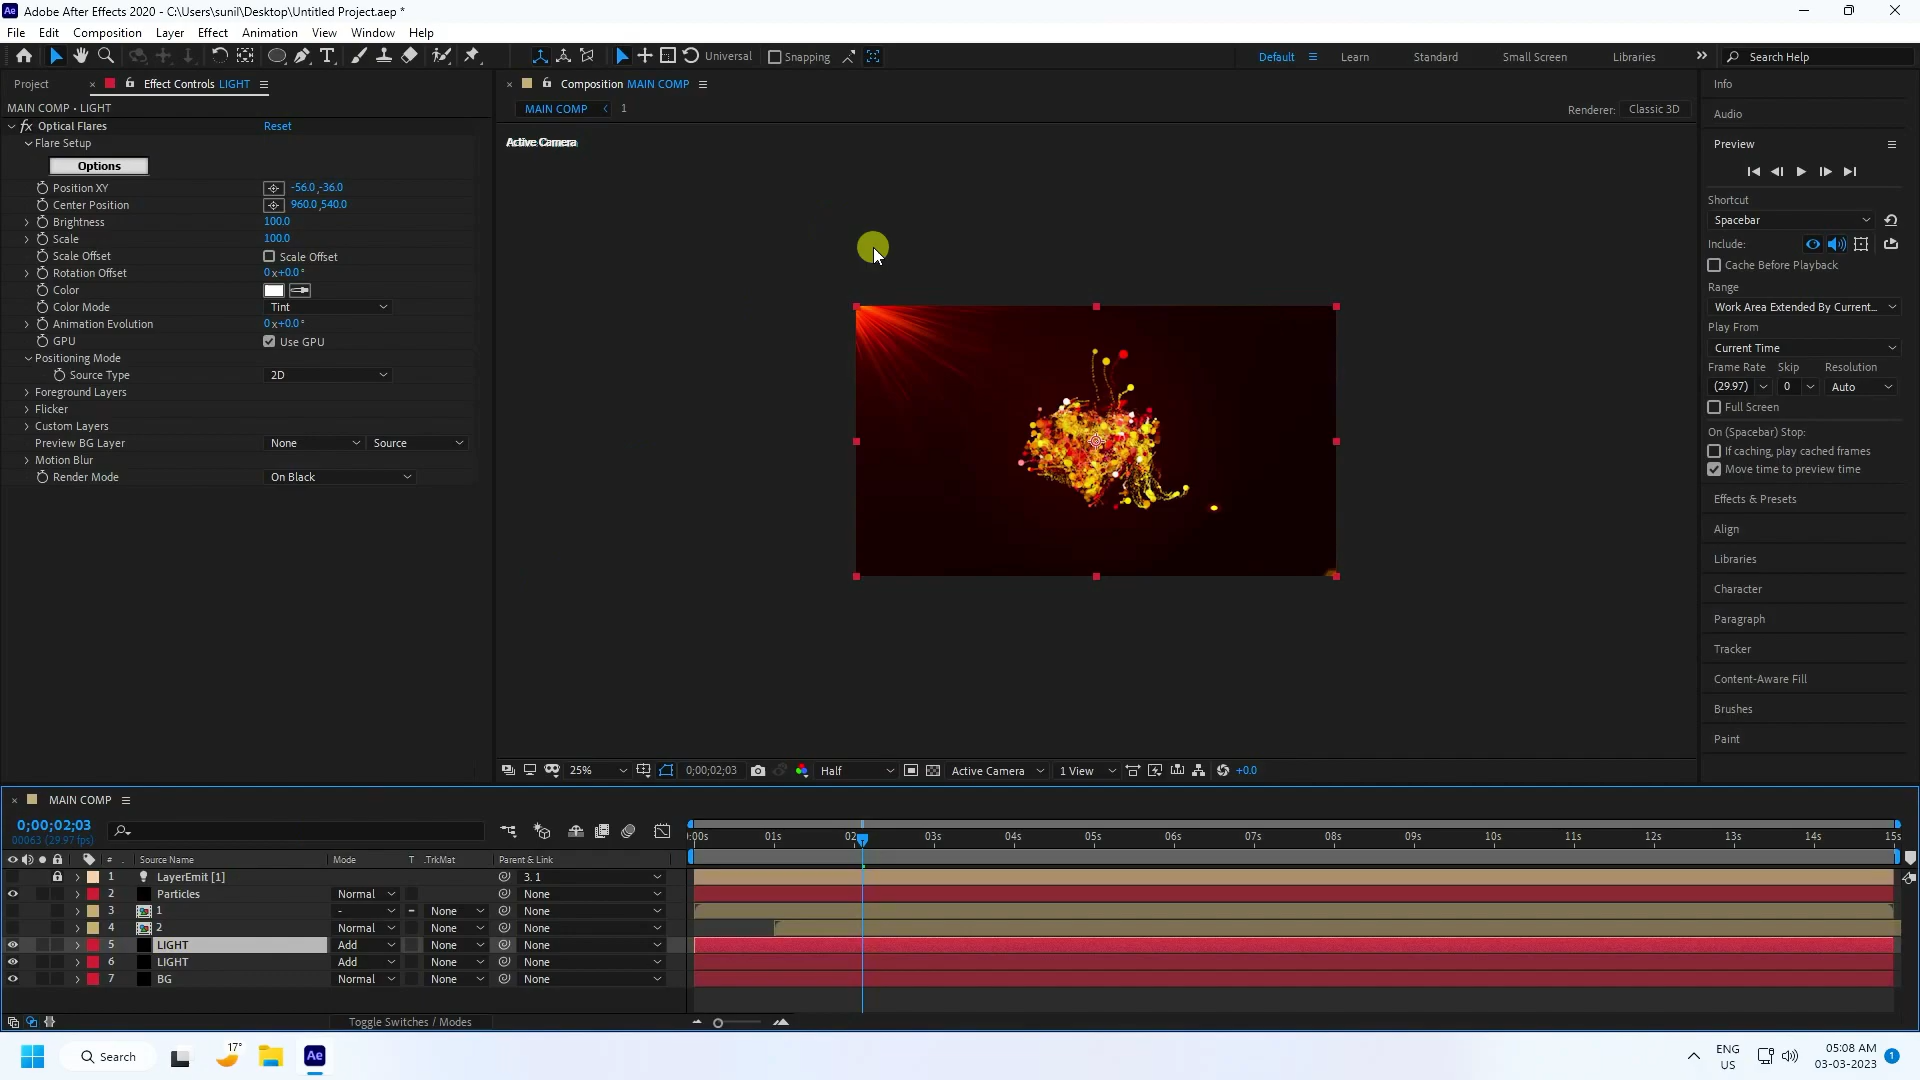 Adobe After Effects 2020 - C:\Users\sunil\Desktop\Untitled Project.aep *
File Edit Composition Layer Effect Animation View Window Help
Universal Snapping Default Learn Standard Small Screen Libraries Search Help
Project Effect Controls LIGHT
Composition MAIN COMP
MAIN COMP • LIGHT
MAIN COMP 1
Renderer: Classic 3D
fx Optical Flares Reset
Flare Setup
Options
Position XY -56.0,-36.0
Center Position 960.0,540.0
Brightness 100.0
Scale 100.0
Scale Offset Scale Offset
Rotation Offset 0x+0.0°
Color
Color Mode Tint
Animation Evolution 0x+0.0°
GPU Use GPU
Positioning Mode
Source Type 2D
Foreground Layers
Flicker
Custom Layers
Preview BG Layer None Source
Motion Blur
Render Mode On Black
Active Camera
25% 0;00;02;03 Half Active Camera 1 View +0.0
Info
Audio
Preview
Shortcut
Spacebar
Include:
Cache Before Playback
Range
Work Area Extended By Current...
Play From
Current Time
Frame Rate Skip Resolution
(29.97) 0 Auto
Full Screen
On (Spacebar) Stop:
If caching, play cached frames
Move time to preview time
Effects & Presets
Align
Libraries
Character
Paragraph
Tracker
Content-Aware Fill
Brushes
Paint
MAIN COMP
0;00;02;03
00063 (29.97 fps)
:00s 01s 02 03s 04s 05s 06s 07s 08s 09s 10s 11s 12s 13s 14s 15s
# Source Name Mode T .TrkMat Parent & Link
1 LayerEmit [1] 3. 1
2 Particles Normal None
3 1 - None None
4 2 Normal None None
5 LIGHT Add None None
6 LIGHT Add None None
7 BG Normal None None
Toggle Switches / Modes
Search
17°
Ae
ENG
US
05:08 AM
03-03-2023
1